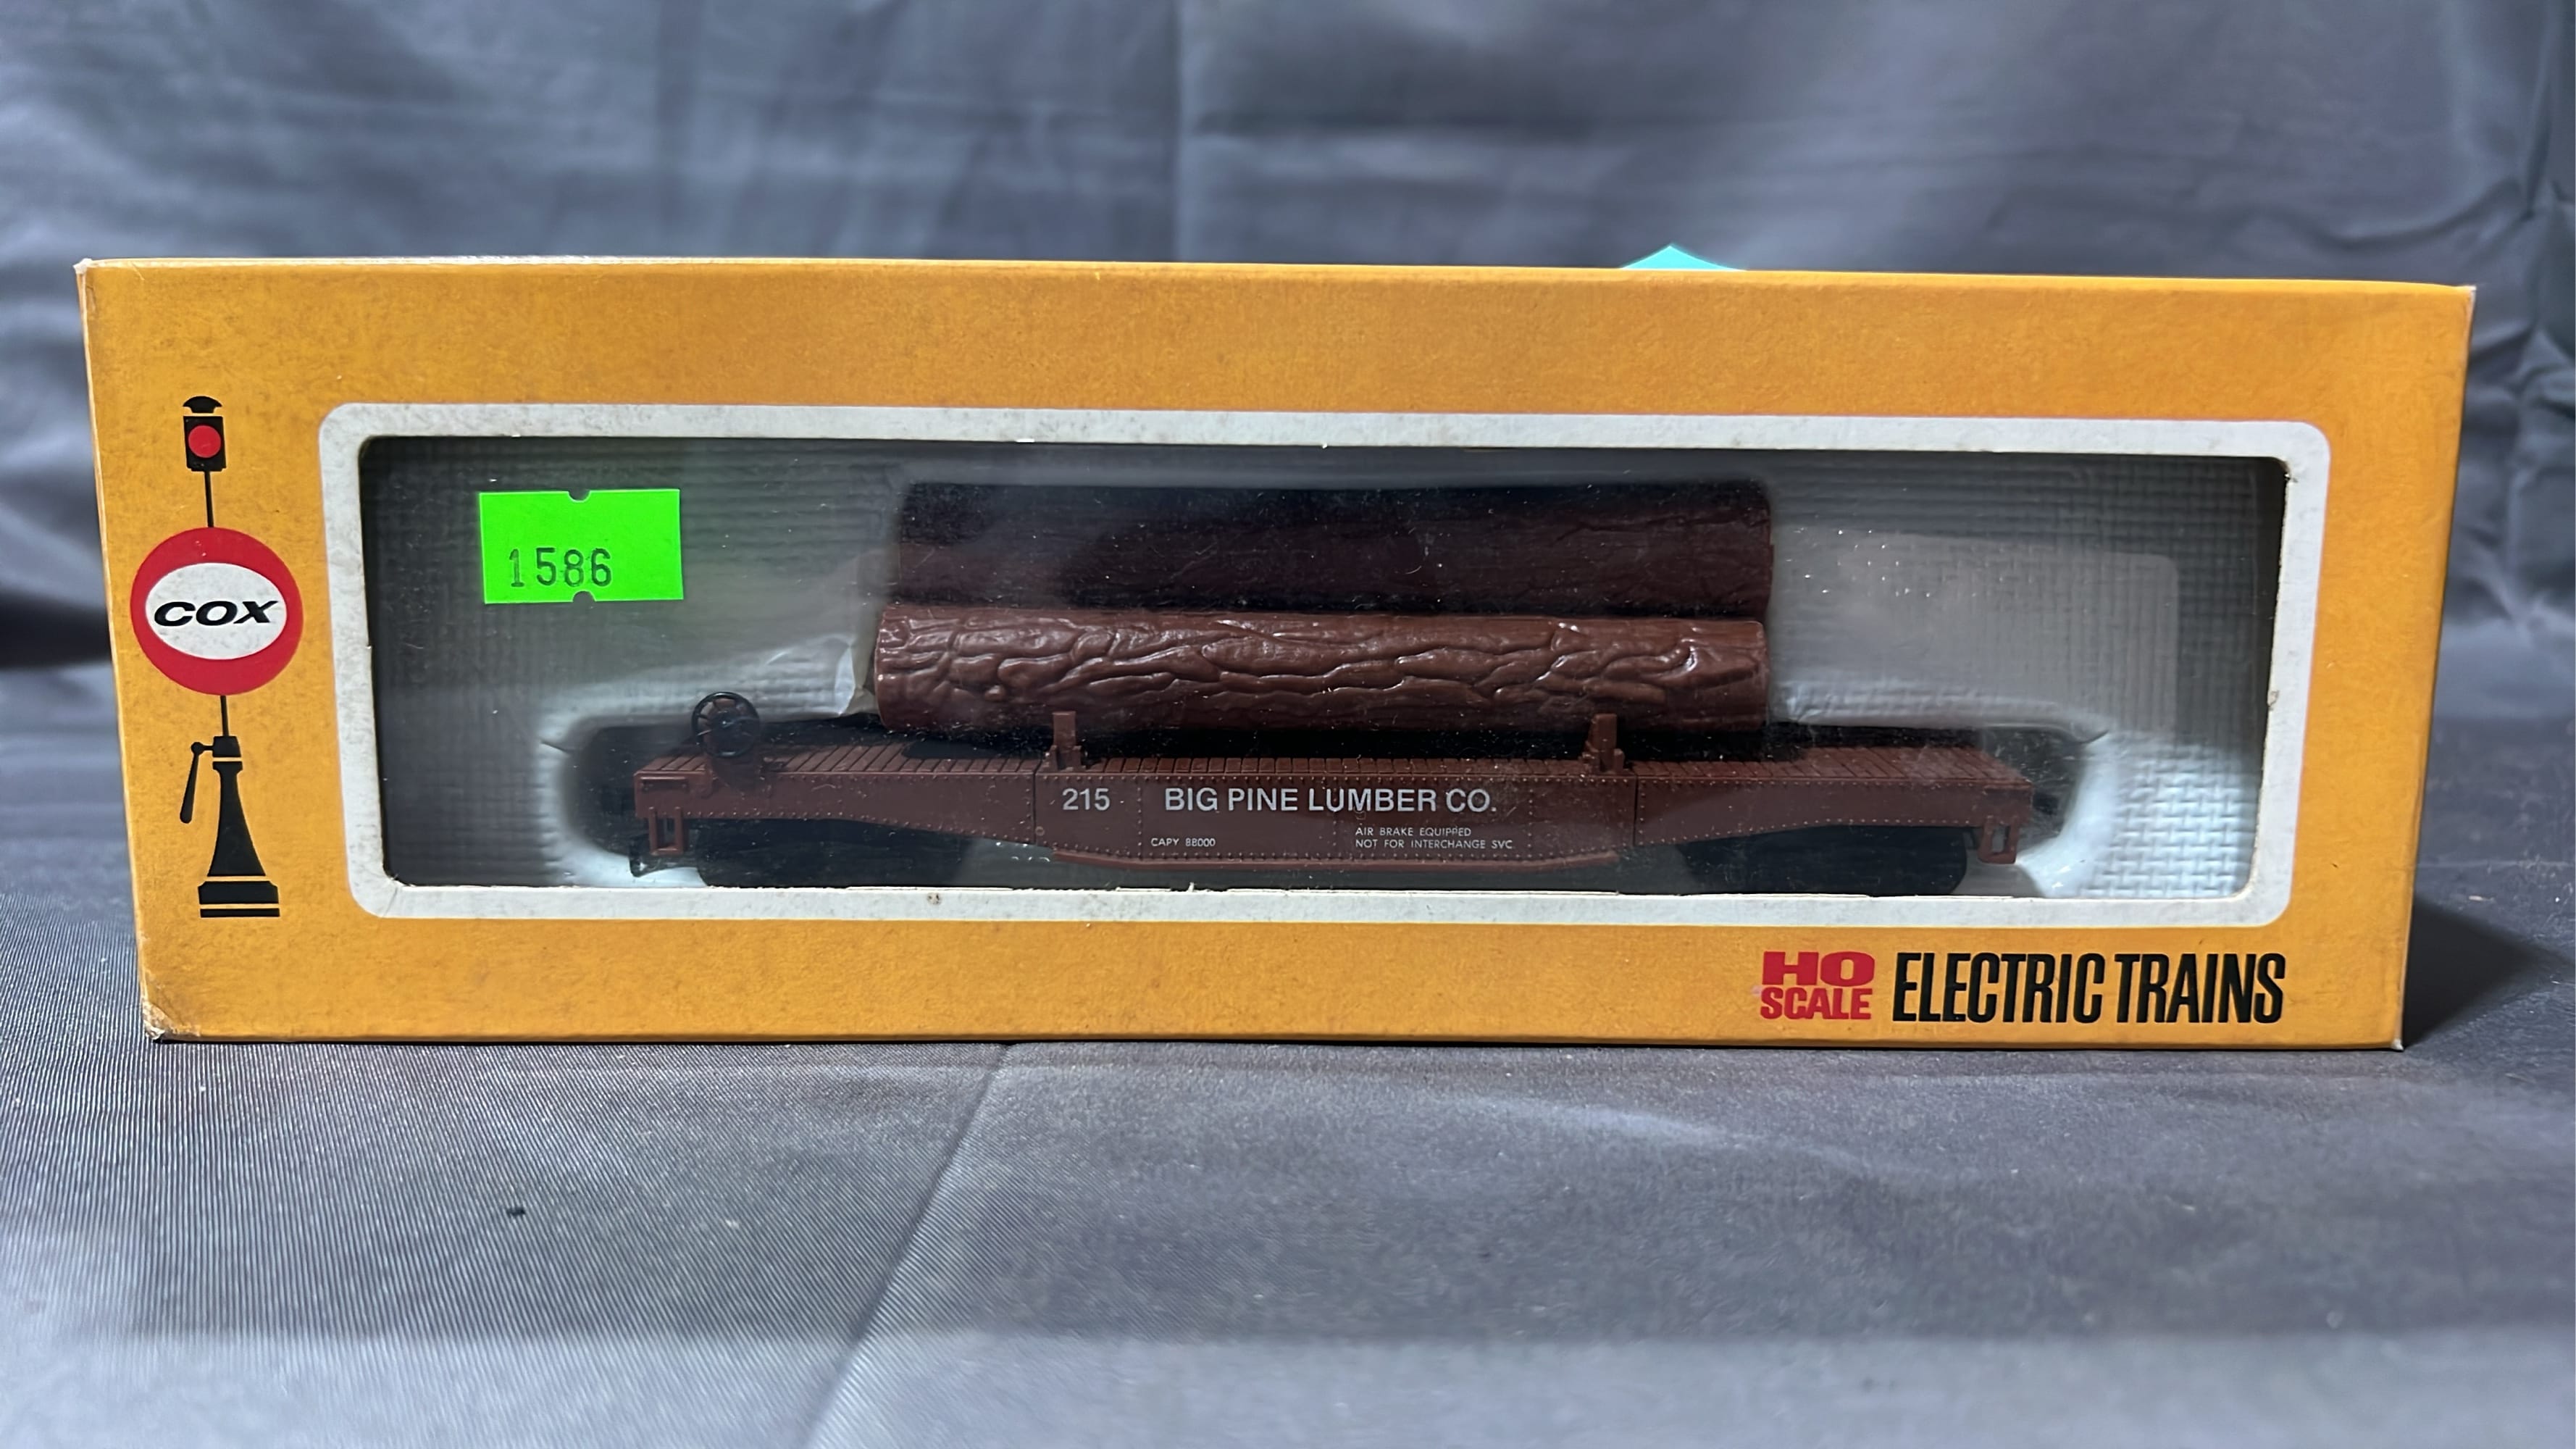 1586
COX
215 BIG PINE LUMBER CO.
CAPY 88000
AIR BRAKE EQUIPPED
NOT FOR INTERCHANGE SVC.
HO SCALE ELECTRIC TRAINS